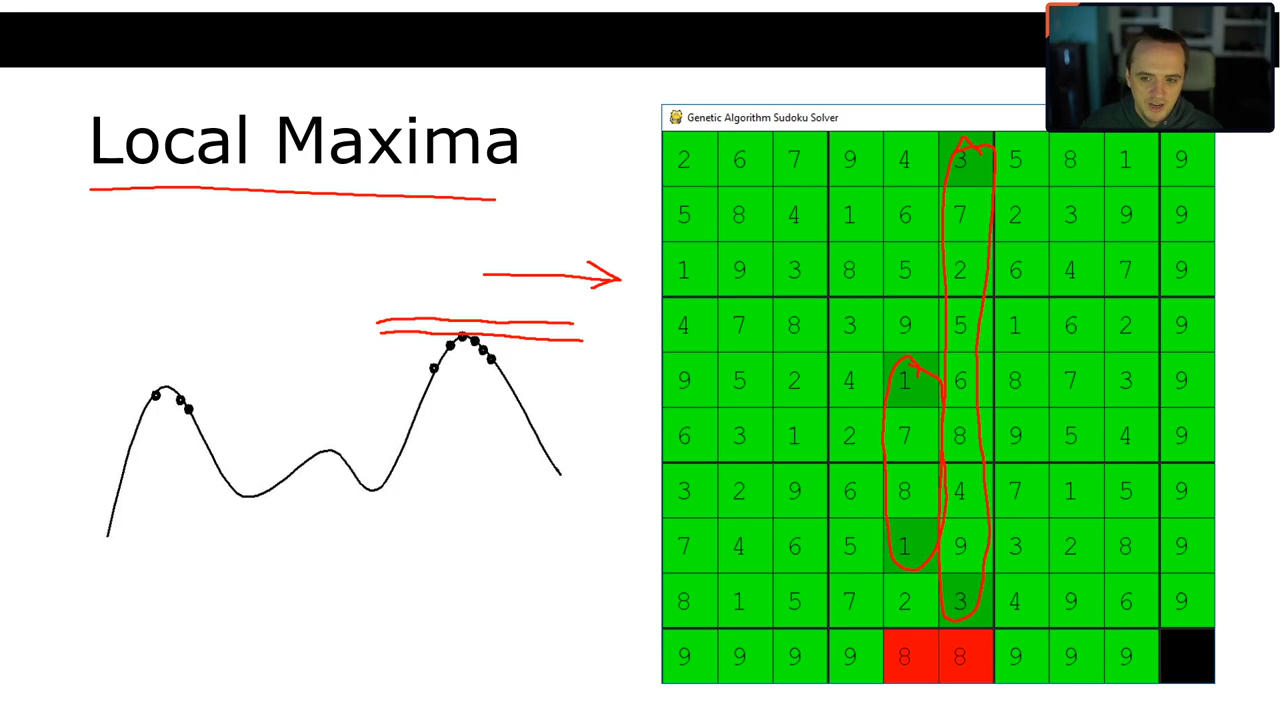 Local Maxima
Genetic Algorithm Sudoku Solver
2 6 7 9 4 3 5 8 1 9
5 8 4 1 6 7 2 3 9 9
1 9 3 8 5 2 6 4 7 9
4 7 8 3 9 5 1 6 2 9
9 5 2 4 1 6 8 7 3 9
6 3 1 2 7 8 9 5 4 9
3 2 9 6 8 4 7 1 5 9
7 4 6 5 1 9 3 2 8 9
8 1 5 7 2 3 4 9 6 9
9 9 9 9 8 8 9 9 9